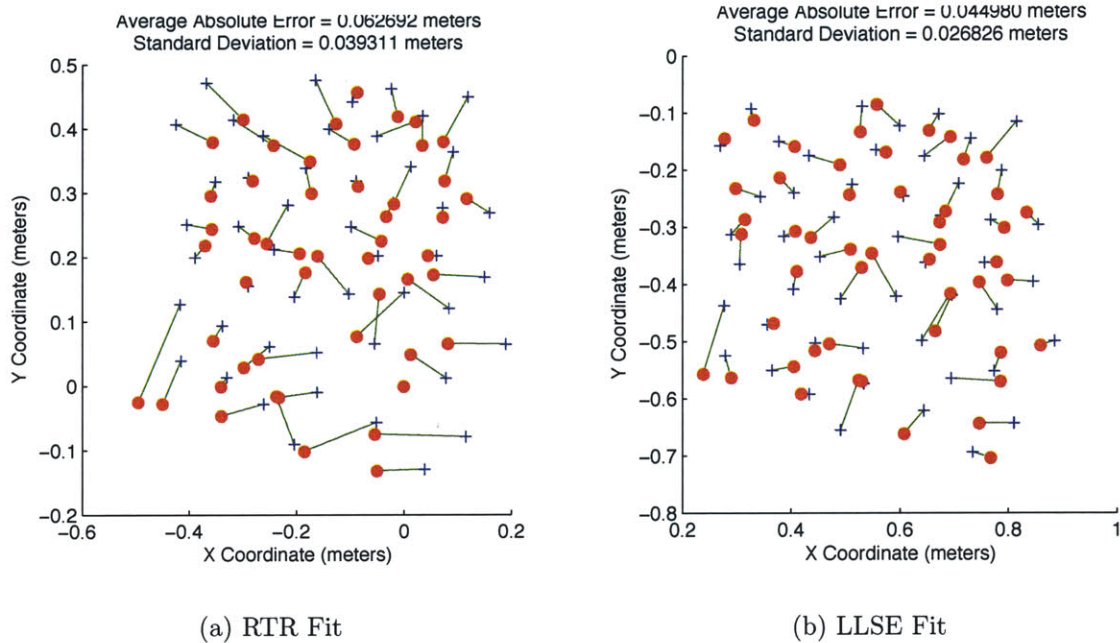 Average Absolute Error = 0.062692 meters
Standard Deviation = 0.039311 meters
0.5
0.4
0.3
0.2
0.1
0
−0.1
−0.2
−0.6
−0.4
−0.2
0
0.2
Y Coordinate (meters)
X Coordinate (meters)
(a) RTR Fit
Average Absolute Error = 0.044980 meters
Standard Deviation = 0.026826 meters
0
−0.1
−0.2
−0.3
−0.4
−0.5
−0.6
−0.7
−0.8
0.2
0.4
0.6
0.8
1
Y Coordinate (meters)
X Coordinate (meters)
(b) LLSE Fit